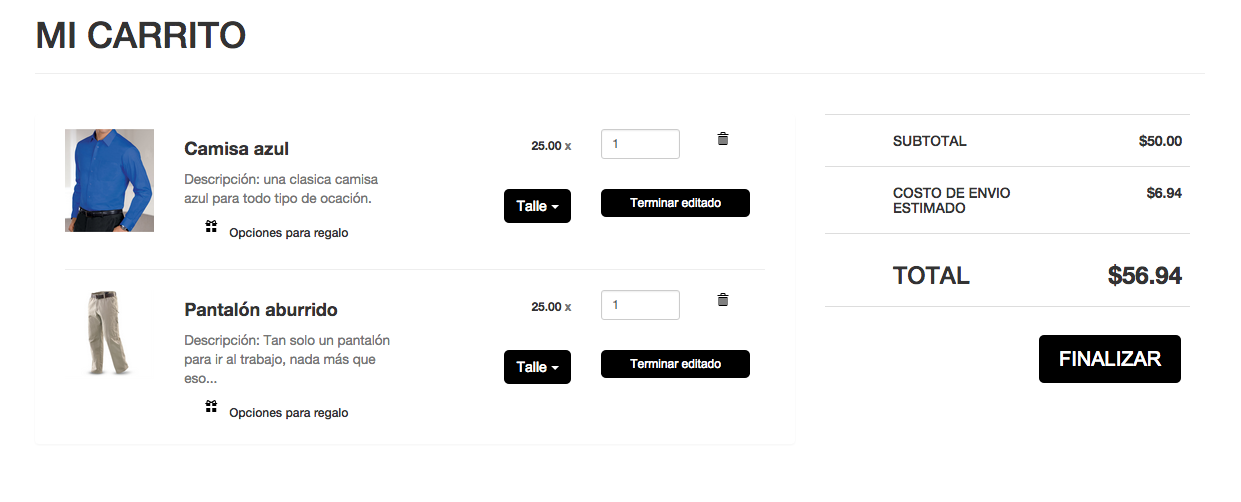 MI CARRITO
Camisa azul
25.00 x
1
Descripción: una clasica camisa
azul para todo tipo de ocación.
Talle
Terminar editado
Opciones para regalo
Pantalón aburrido
25.00 x
1
Descripción: Tan solo un pantalón
para ir al trabajo, nada más que
eso...
Talle
Terminar editado
Opciones para regalo
SUBTOTAL $50.00
COSTO DE ENVIO $6.94
ESTIMADO
TOTAL $56.94
FINALIZAR